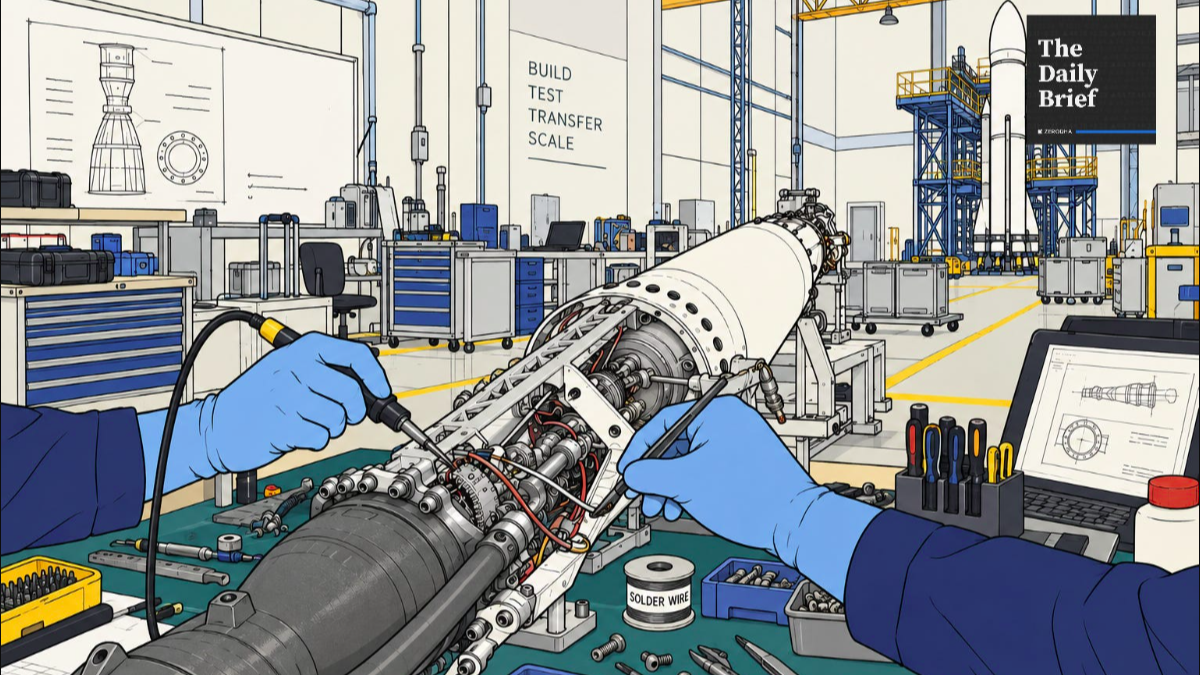 BUILD
TEST
TRANSFER
SCALE
The
Daily
Brief
ZERODHA
SOLDER WIRE